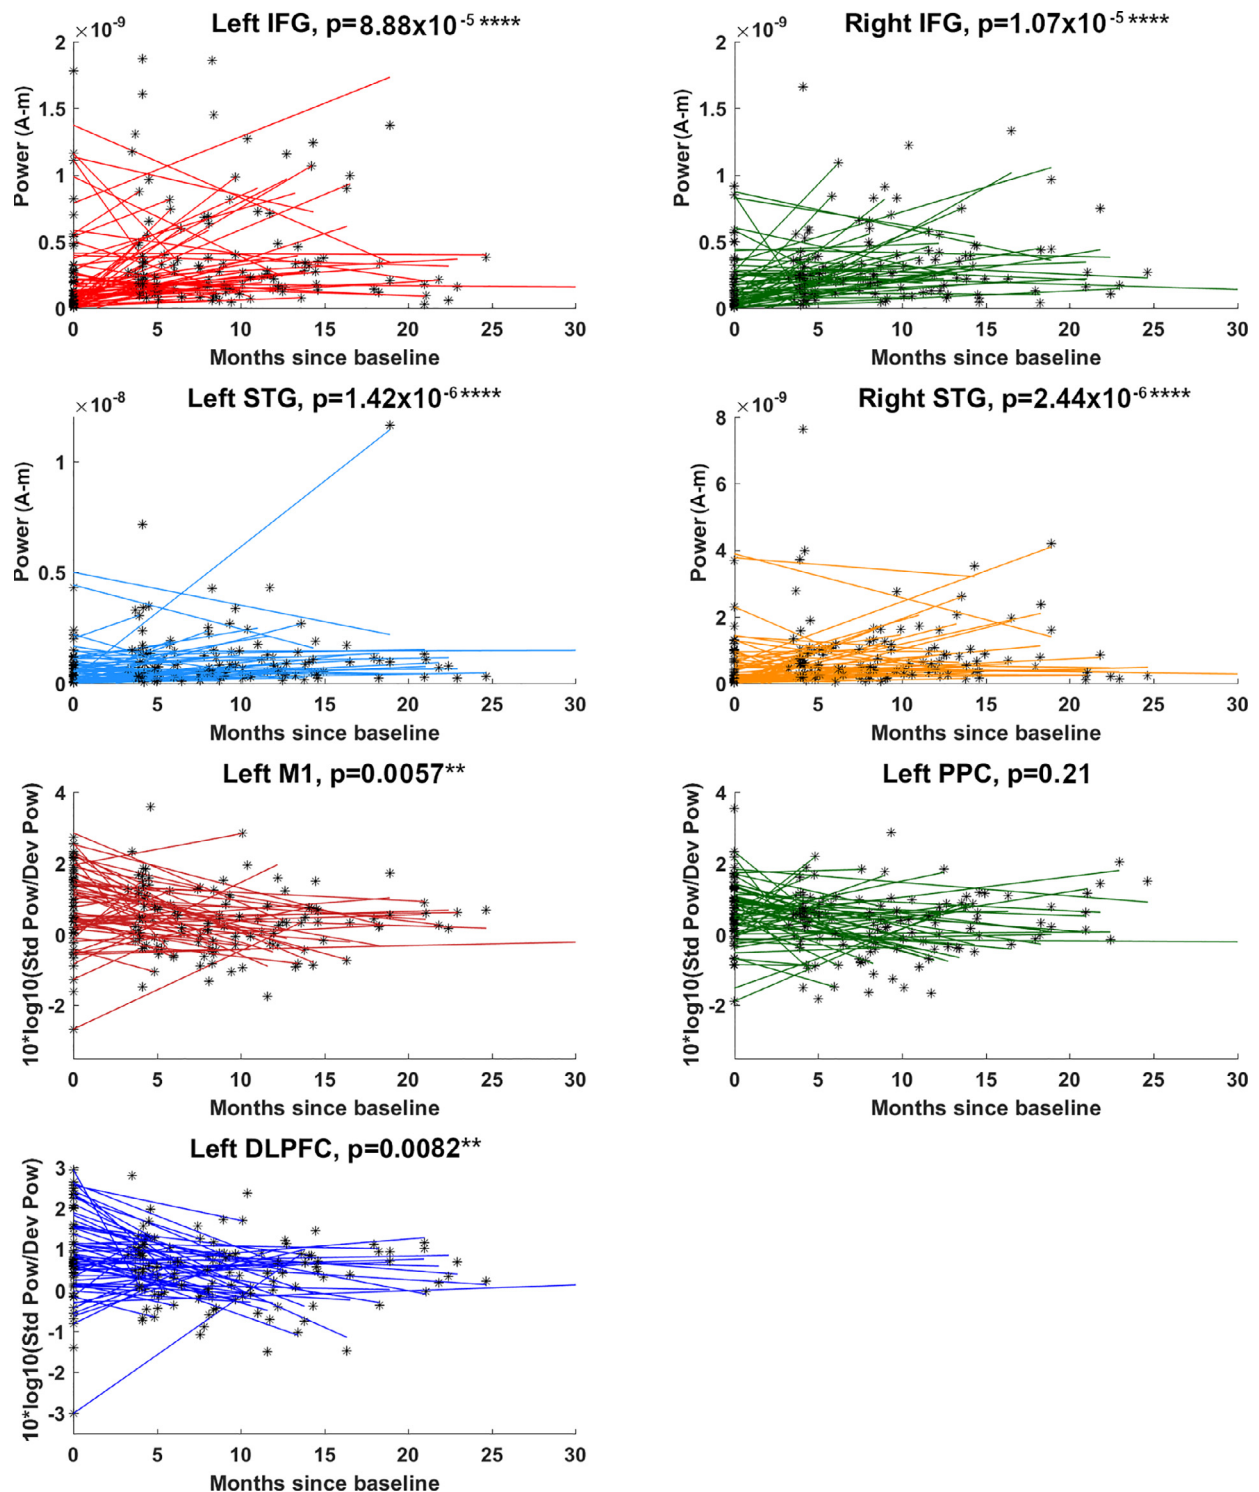 Left IFG, p=8.88x10-5 ****
×10-9
2
1.5
1
0.5
0
Power (A-m)
0 5 10 15 20 25 30
Months since baseline
Right IFG, p=1.07x10-5 ****
×10-9
2
1.5
1
0.5
0
Power (A-m)
0 5 10 15 20 25 30
Months since baseline
Left STG, p=1.42x10-6 ****
×10-8
1
0.5
0
Power (A-m)
0 5 10 15 20 25 30
Months since baseline
Right STG, p=2.44x10-6 ****
×10-9
8
6
4
2
0
Power (A-m)
0 5 10 15 20 25 30
Months since baseline
Left M1, p=0.0057**
4
2
0
-2
10*log10(Std Pow/Dev Pow)
0 5 10 15 20 25 30
Months since baseline
Left PPC, p=0.21
4
2
0
-2
10*log10(Std Pow/Dev Pow)
0 5 10 15 20 25 30
Months since baseline
Left DLPFC, p=0.0082**
3
2
1
0
-1
-2
-3
10*log10(Std Pow/Dev Pow)
0 5 10 15 20 25 30
Months since baseline